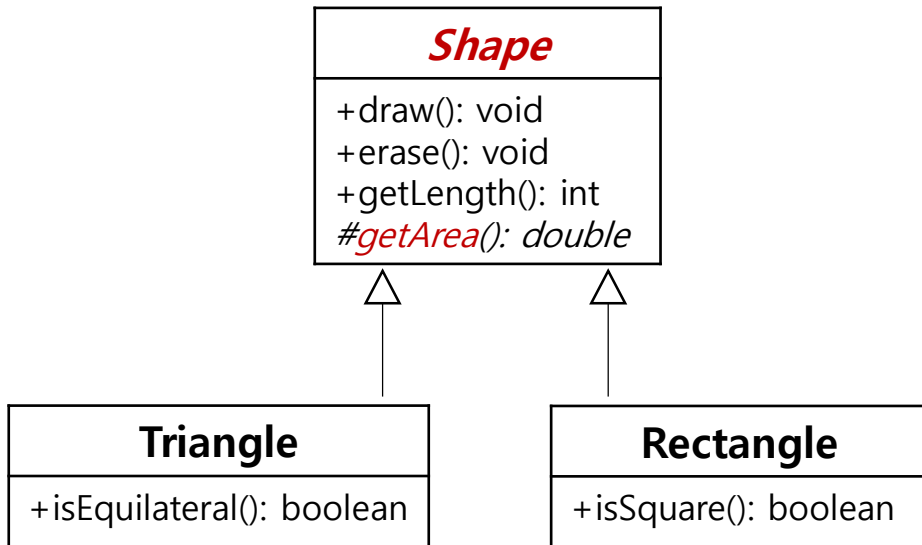 Shape
+draw(): void
+erase(): void
+getLength(): int
#getArea(): double
Triangle
+isEquilateral(): boolean
Rectangle
+isSquare(): boolean